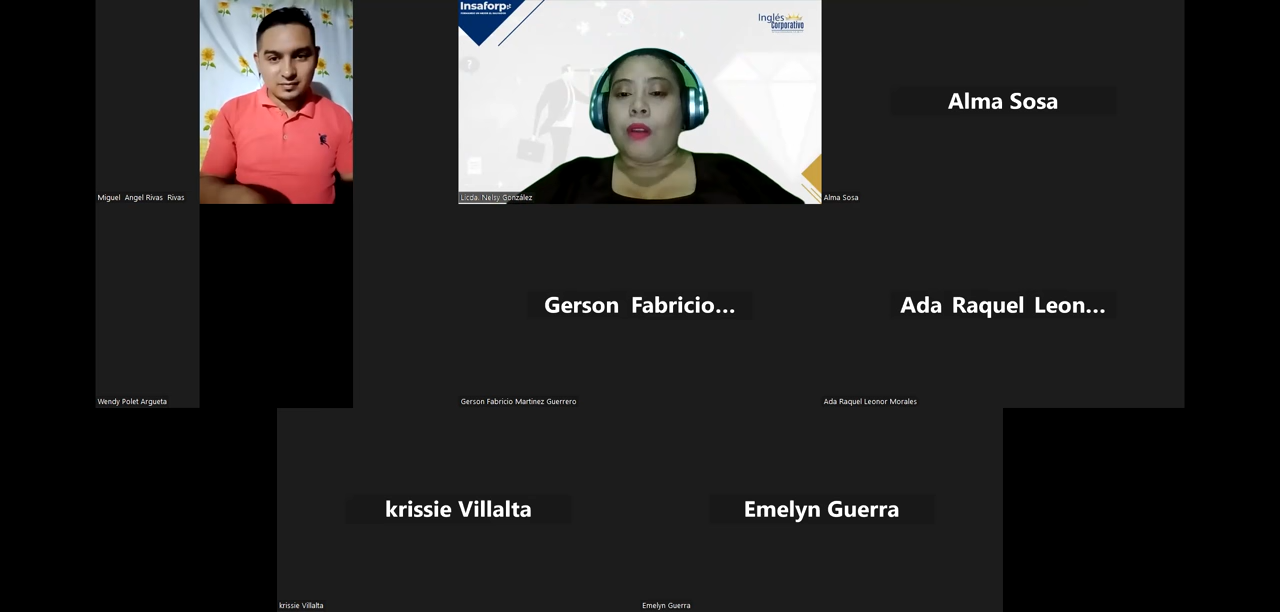 Insaforp
Inglés
Corporativo
Alma Sosa
Miguel Angel Rivas Rivas
Licda. Nelsy González
Alma Sosa
Gerson Fabricio...
Ada Raquel Leon...
Wendy Polet Argueta
Gerson Fabricio Martinez Guerrero
Ada Raquel Leonor Morales
krissie Villalta
Emelyn Guerra
krissie Villalta
Emelyn Guerra